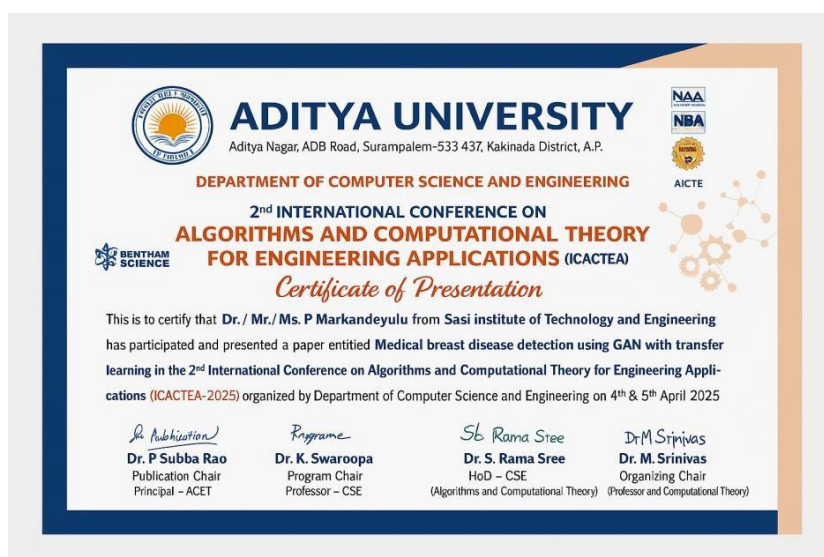 ADITYA UNIVERSITY
Aditya Nagar, ADB Road, Surampalem-533 437, Kakinada District, A.P.
NAA
NBA
AICTE
DEPARTMENT OF COMPUTER SCIENCE AND ENGINEERING
2nd INTERNATIONAL CONFERENCE ON
ALGORITHMS AND COMPUTATIONAL THEORY
FOR ENGINEERING APPLICATIONS (ICACTEA)
BENTHAM
SCIENCE
Certificate of Presentation
This is to certify that Dr./ Mr./Ms. P Markandeyulu from Sasi institute of Technology and Engineering
has participated and presented a paper entified Medical breast disease detection using GAN with transfer
learning in the 2nd International Conference on Algorithms and Computational Theory for Engineering Appli-
cations (ICACTEA-2025) organized by Department of Computer Science and Engineering on 4th & 5th April 2025
Sb Rama Sree
Dr M Srinivas
Dr. P Subba Rao
Publication Chair
Principal – ACET
Dr. K. Swaroopa
Program Chair
Professor – CSE
Dr. S. Rama Sree
HoD – CSE
(Algorithms and Computational Theory)
Dr. M. Srinivas
Organizing Chair
(Professor and Computational Theory)